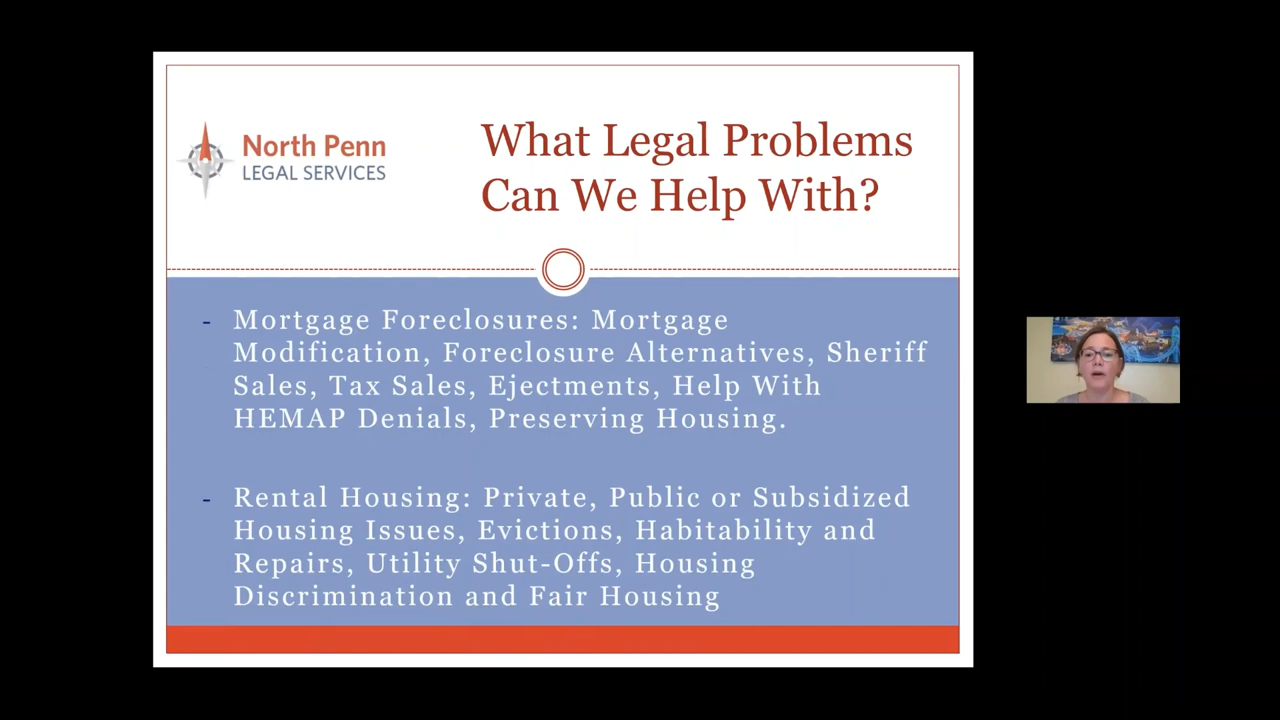 North Penn
LEGAL SERVICES
What Legal Problems
Can We Help With?
- Mortgage Foreclosures: Mortgage
Modification, Foreclosure Alternatives, Sheriff
Sales, Tax Sales, Ejectments, Help With
HEMAP Denials, Preserving Housing.
- Rental Housing: Private, Public or Subsidized
Housing Issues, Evictions, Habitability and
Repairs, Utility Shut-Offs, Housing
Discrimination and Fair Housing